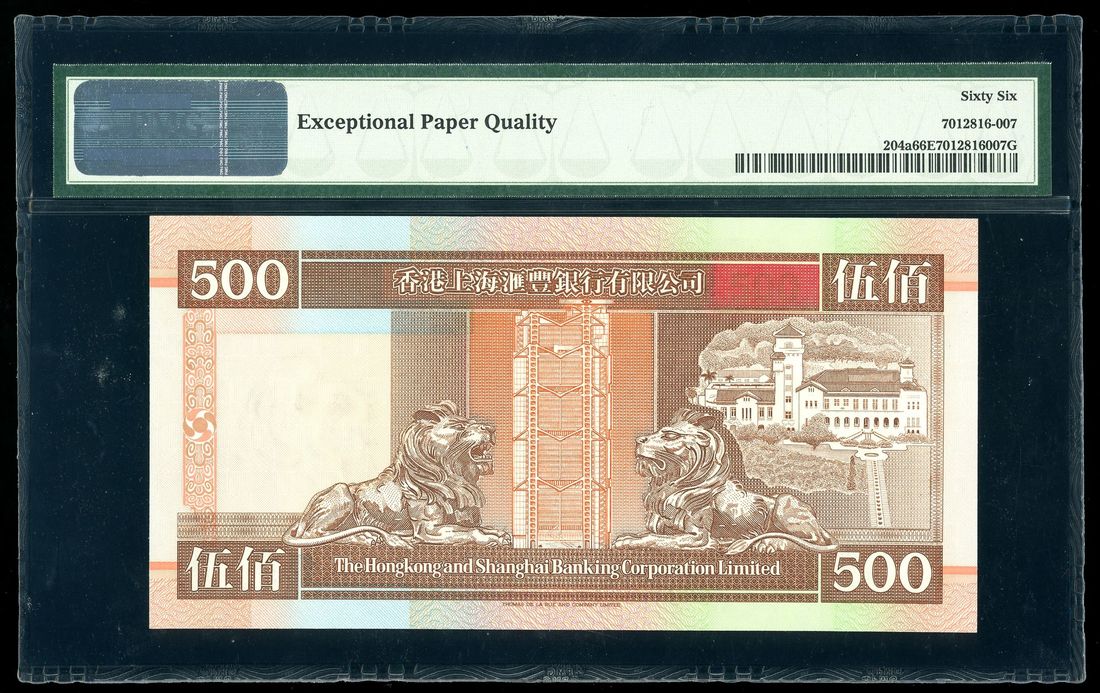 Exceptional Paper Quality
Sixty Six
7012816-007
204a66E7012816007G
500
香港上海滙豐銀行有限公司
伍佰
伍佰
The Hongkong and Shanghai Banking Corporation Limited
500
THOMAS DE LA RUE AND COMPANY LIMITED